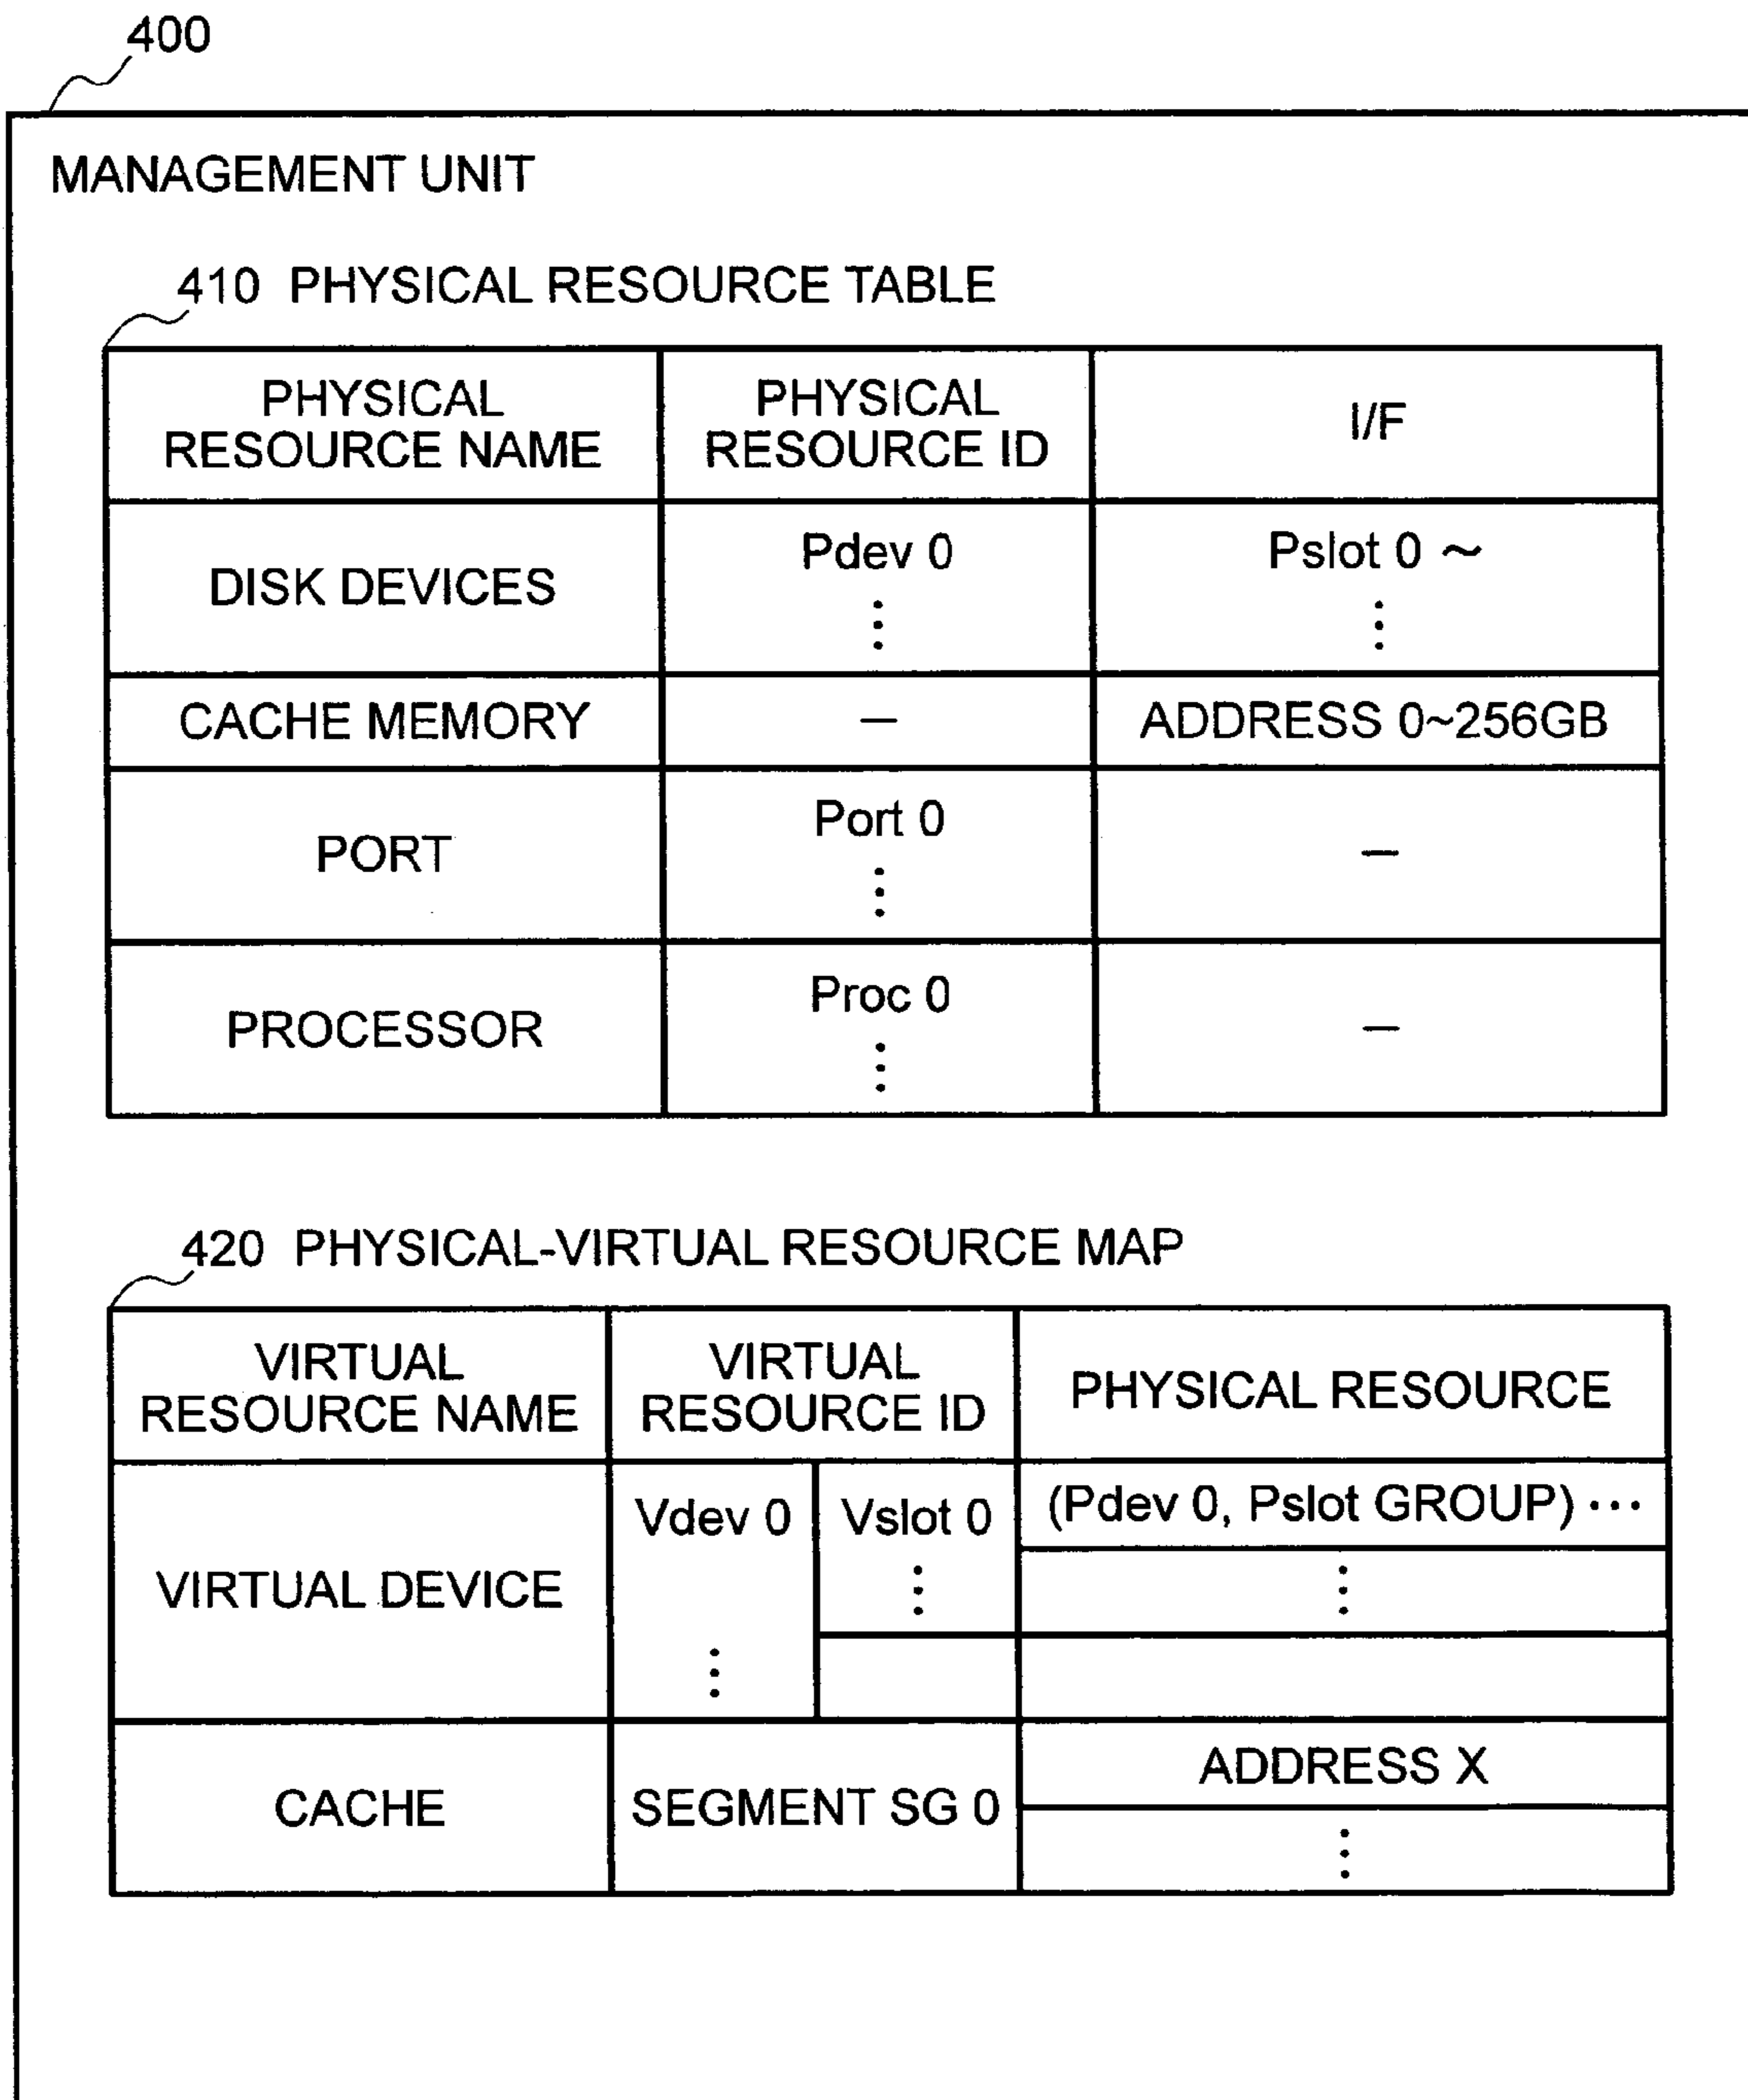 400
MANAGEMENT UNIT
410 PHYSICAL RESOURCE TABLE
PHYSICAL
RESOURCE NAME
PHYSICAL
RESOURCE ID
I/F
DISK DEVICES
Pdev 0
⋮
Pslot 0 ~
⋮
CACHE MEMORY
—
ADDRESS 0~256GB
PORT
Port 0
⋮
—
PROCESSOR
Proc 0
⋮
—
420 PHYSICAL-VIRTUAL RESOURCE MAP
VIRTUAL
RESOURCE NAME
VIRTUAL
RESOURCE ID
PHYSICAL RESOURCE
VIRTUAL DEVICE
Vdev 0
⋮
Vslot 0
⋮
(Pdev 0, Pslot GROUP) ⋯
⋮
CACHE
SEGMENT SG 0
ADDRESS X
⋮